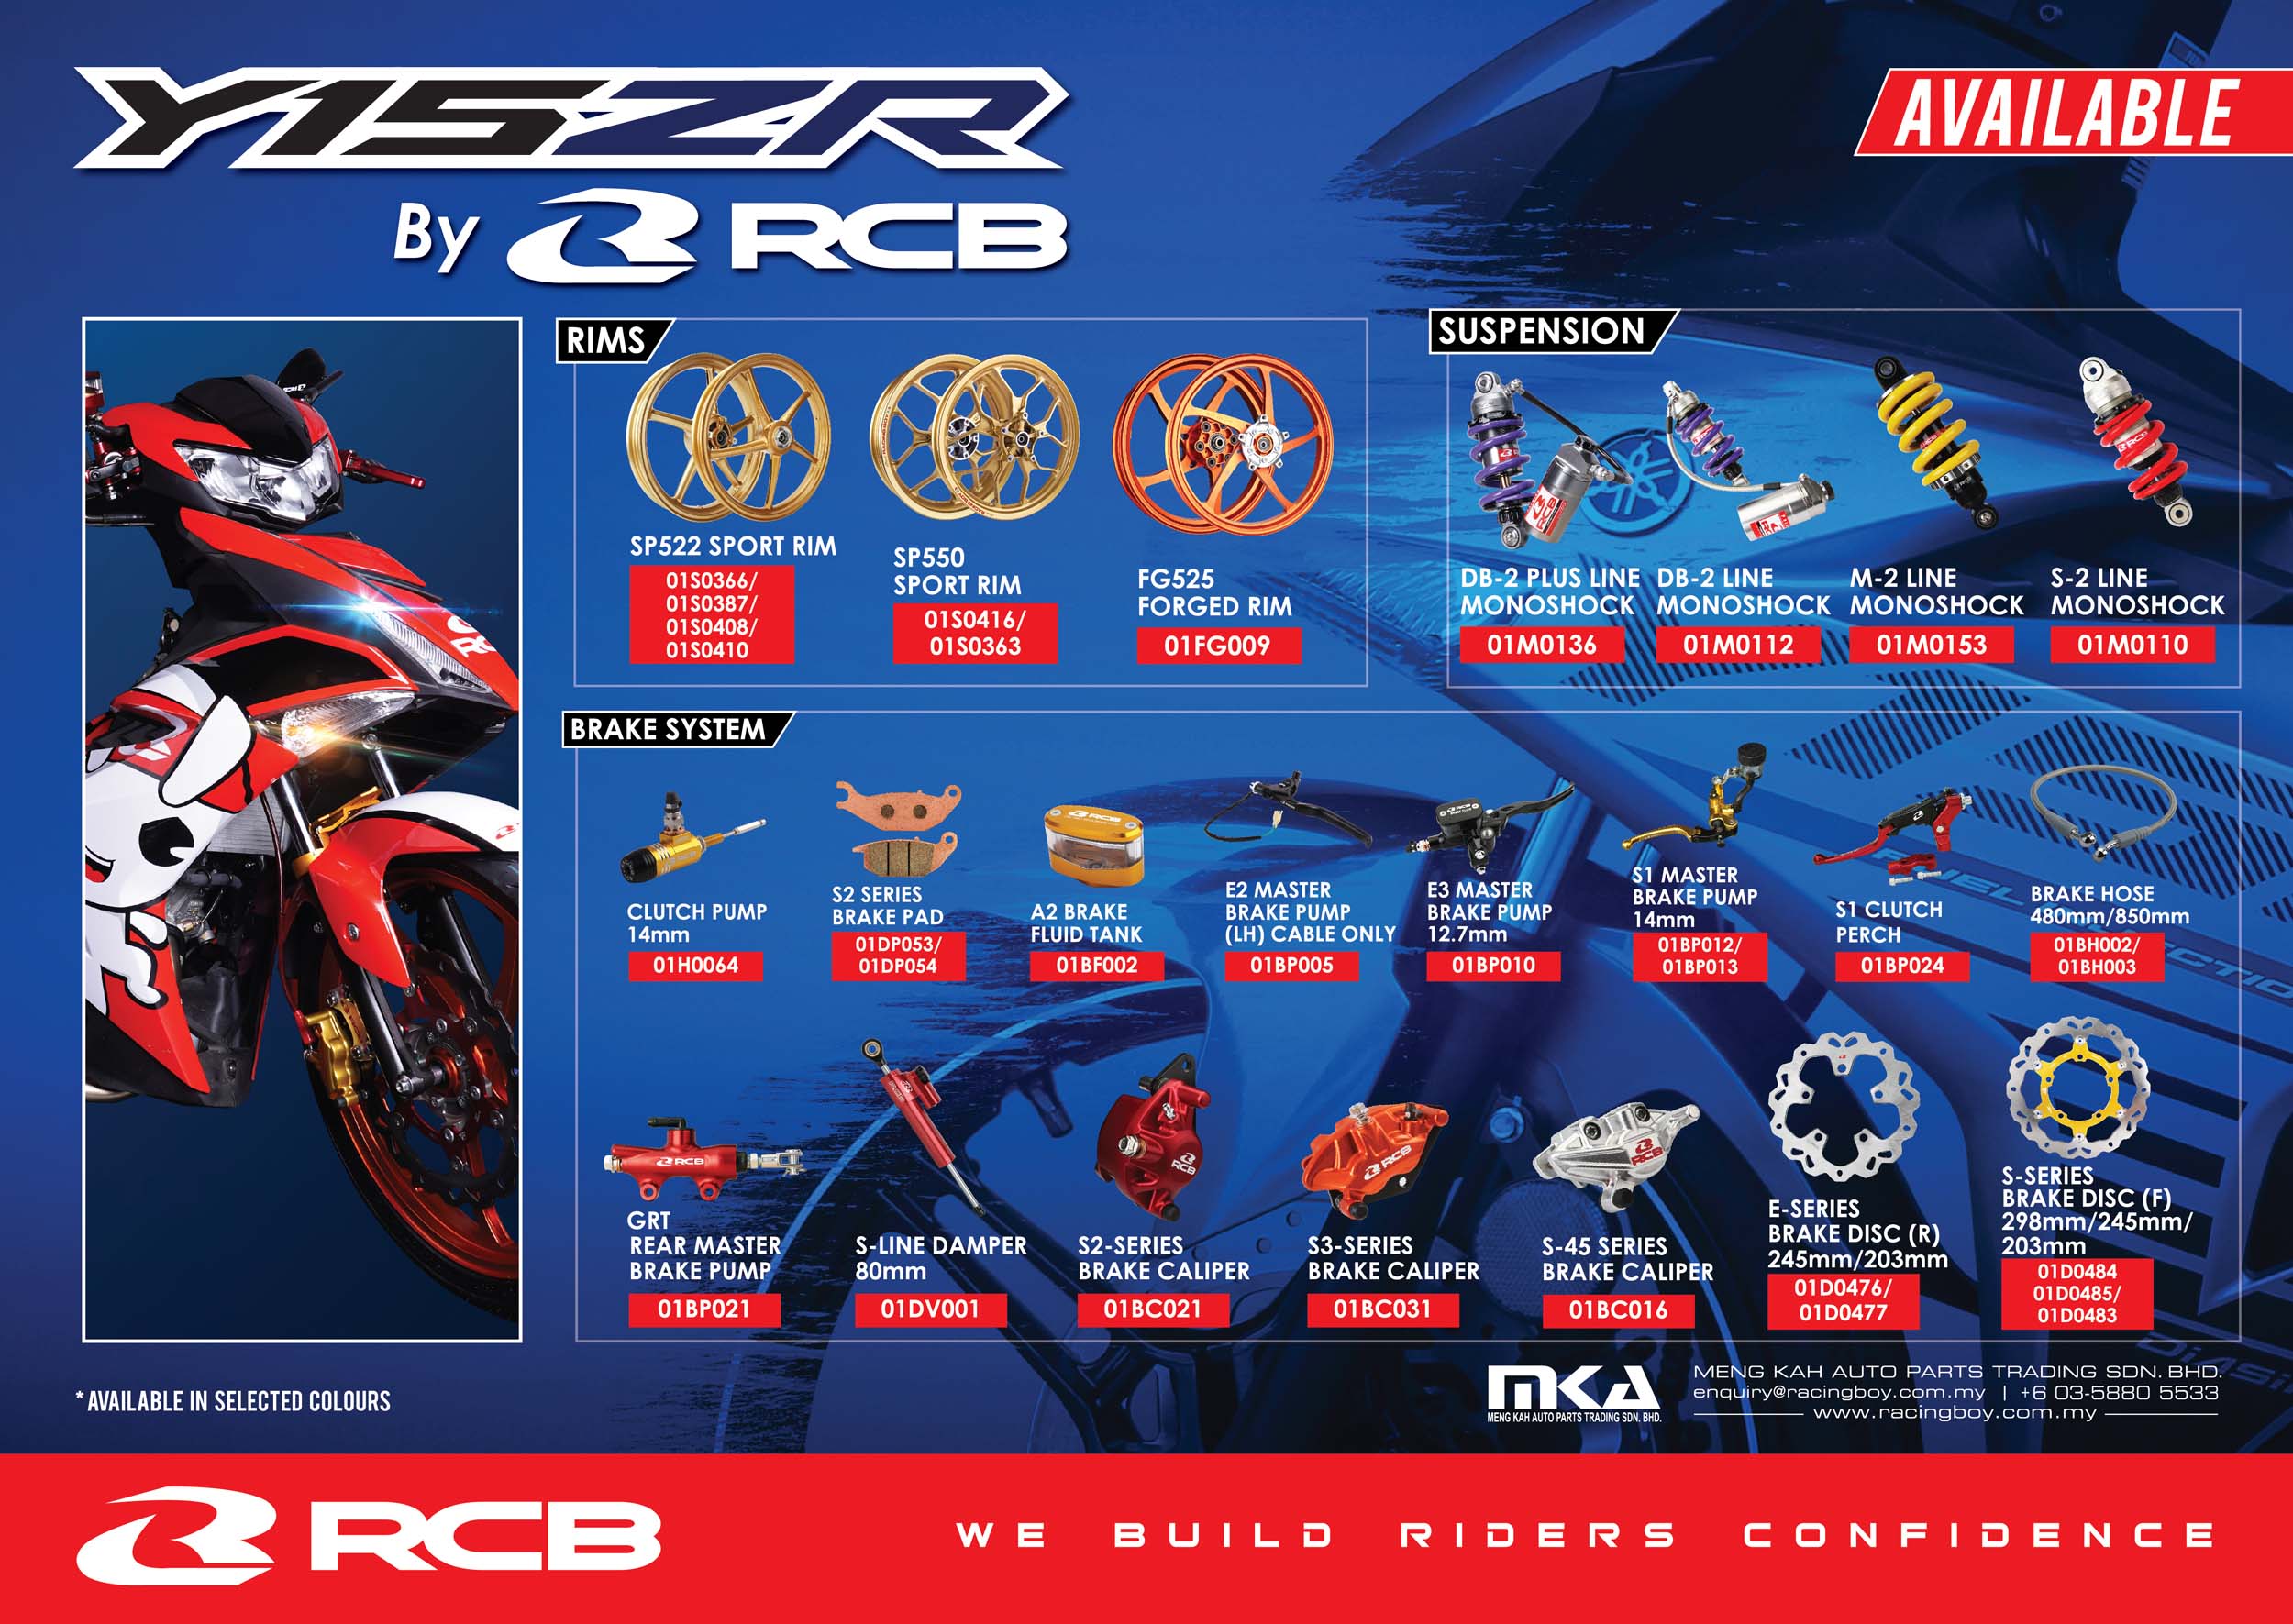 Y15ZR
By RCB
AVAILABLE
RIMS
SP522 SPORT RIM
01S0366/
01S0387/
01S0408/
01S0410
SP550
SPORT RIM
01S0416/
01S0363
FG525
FORGED RIM
01FG009
SUSPENSION
DB-2 PLUS LINE
MONOSHOCK
01M0136
DB-2 LINE
MONOSHOCK
01M0112
M-2 LINE
MONOSHOCK
01M0153
S-2 LINE
MONOSHOCK
01M0110
BRAKE SYSTEM
CLUTCH PUMP
14mm
01H0064
S2 SERIES
BRAKE PAD
01DP053/
01DP054
A2 BRAKE
FLUID TANK
01BF002
E2 MASTER
BRAKE PUMP
(LH) CABLE ONLY
01BP005
E3 MASTER
BRAKE PUMP
12.7mm
01BP010
S1 MASTER
BRAKE PUMP
14mm
01BP012/
01BP013
S1 CLUTCH
PERCH
01BP024
BRAKE HOSE
480mm/850mm
01BH002/
01BH003
GRT
REAR MASTER
BRAKE PUMP
01BP021
S-LINE DAMPER
80mm
01DV001
S2-SERIES
BRAKE CALIPER
01BC021
S3-SERIES
BRAKE CALIPER
01BC031
S-45 SERIES
BRAKE CALIPER
01BC016
E-SERIES
BRAKE DISC (R)
245mm/203mm
01D0476/
01D0477
S-SERIES
BRAKE DISC (F)
298mm/245mm/
203mm
01D0484
01D0485/
01D0483
* AVAILABLE IN SELECTED COLOURS
MKA
MENG KAH AUTO PARTS TRADING SDN. BHD.
MENG KAH AUTO PARTS TRADING SDN. BHD.
enquiry@racingboy.com.my | +6 03-5880 5533
www.racingboy.com.my
RCB
WE BUILD RIDERS CONFIDENCE